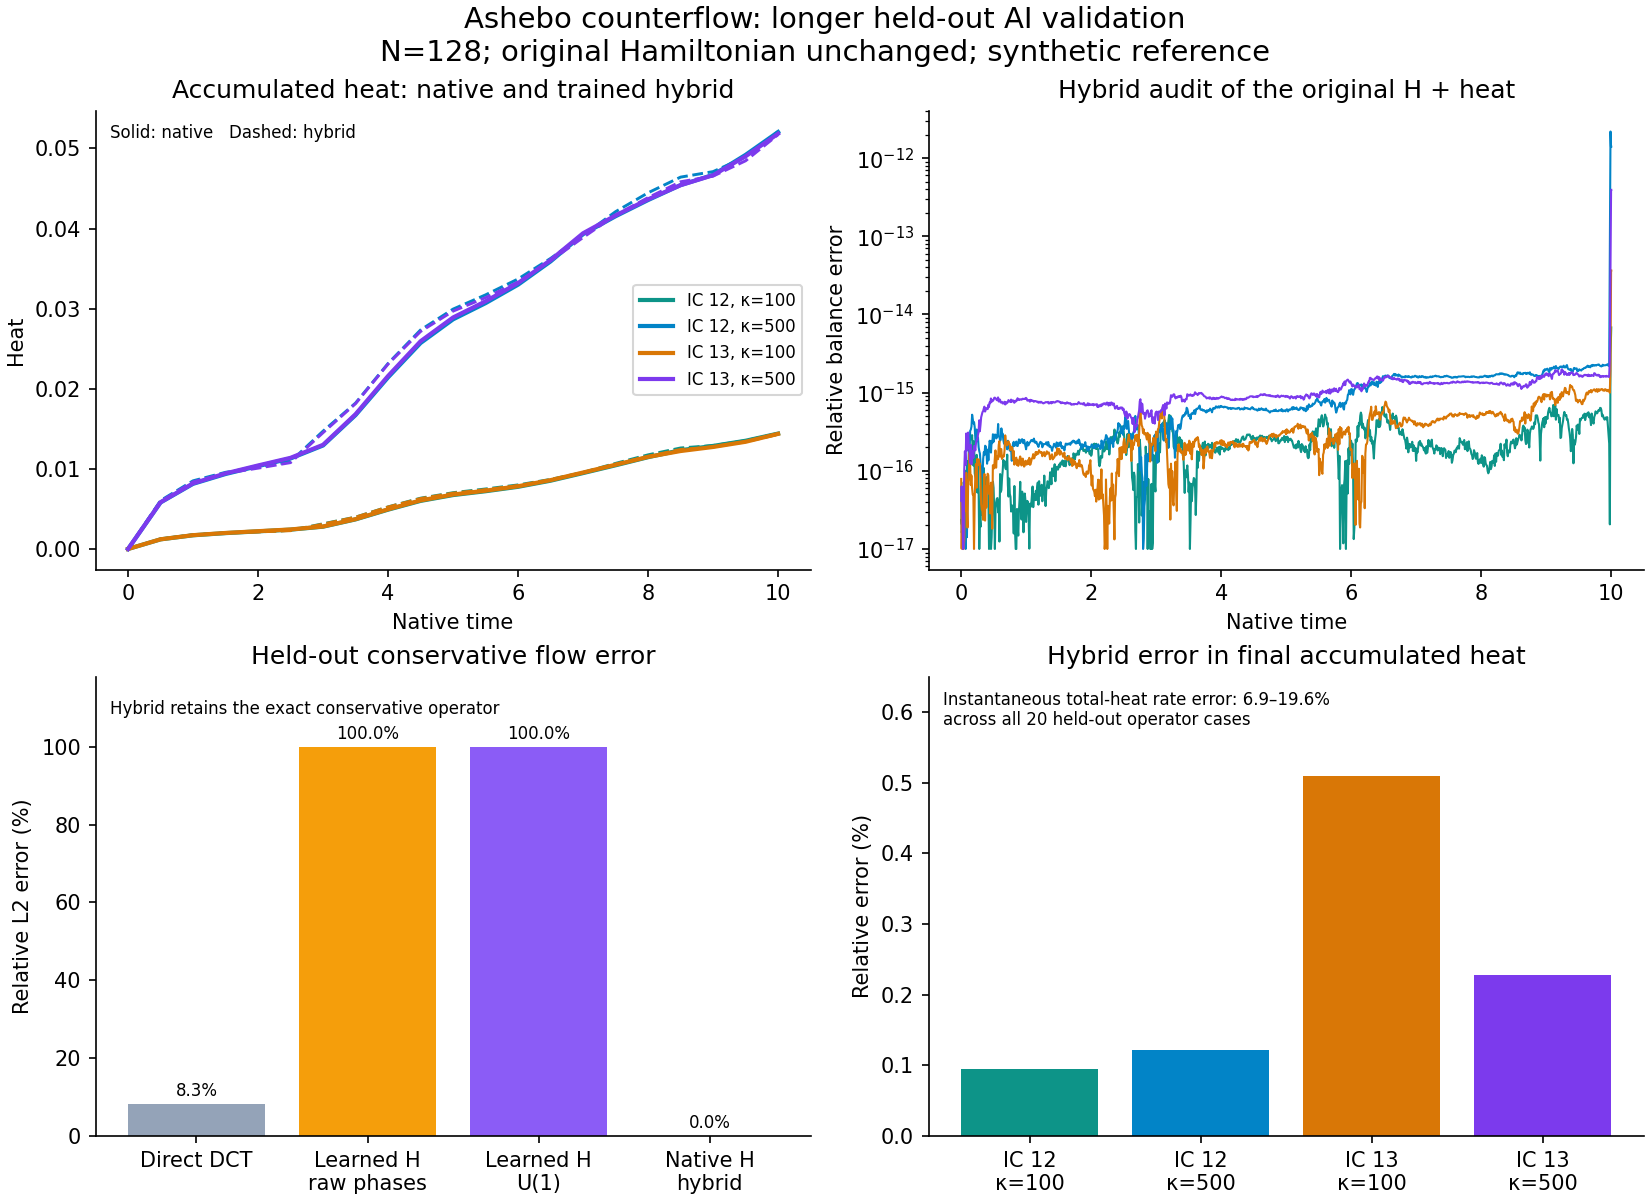 Ashebo counterflow: longer held-out AI validation
N=128; original Hamiltonian unchanged; synthetic reference
Accumulated heat: native and trained hybrid
Solid: native   Dashed: hybrid
Heat
0.05
0.04
0.03
0.02
0.01
0.00
IC 12, κ=100
IC 12, κ=500
IC 13, κ=100
IC 13, κ=500
0 2 4 6 8 10
Native time
Hybrid audit of the original H + heat
Relative balance error
10⁻¹²
10⁻¹³
10⁻¹⁴
10⁻¹⁵
10⁻¹⁶
10⁻¹⁷
0 2 4 6 8 10
Native time
Held-out conservative flow error
Hybrid retains the exact conservative operator
Relative L2 error (%)
100
80
60
40
20
0
8.3%
100.0%
100.0%
0.0%
Direct DCT
Learned H
raw phases
Learned H
U(1)
Native H
hybrid
Hybrid error in final accumulated heat
Instantaneous total-heat rate error: 6.9–19.6%
across all 20 held-out operator cases
Relative error (%)
0.6
0.5
0.4
0.3
0.2
0.1
0.0
IC 12
κ=100
IC 12
κ=500
IC 13
κ=100
IC 13
κ=500